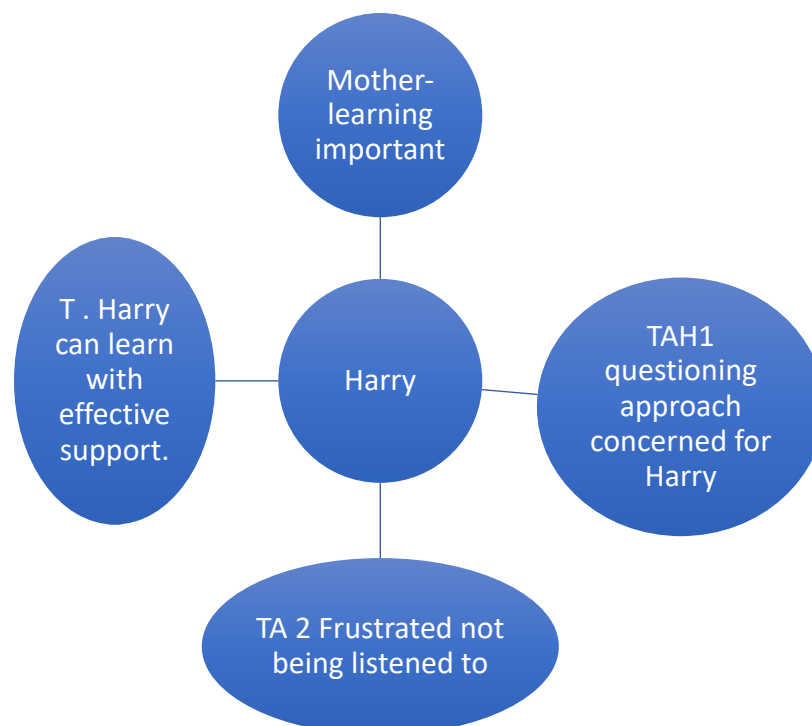 Mother-
learning
important
T . Harry
can learn
with
effective
support.
Harry
TAH1
questioning
approach
concerned for
Harry
TA 2 Frustrated not
being listened to